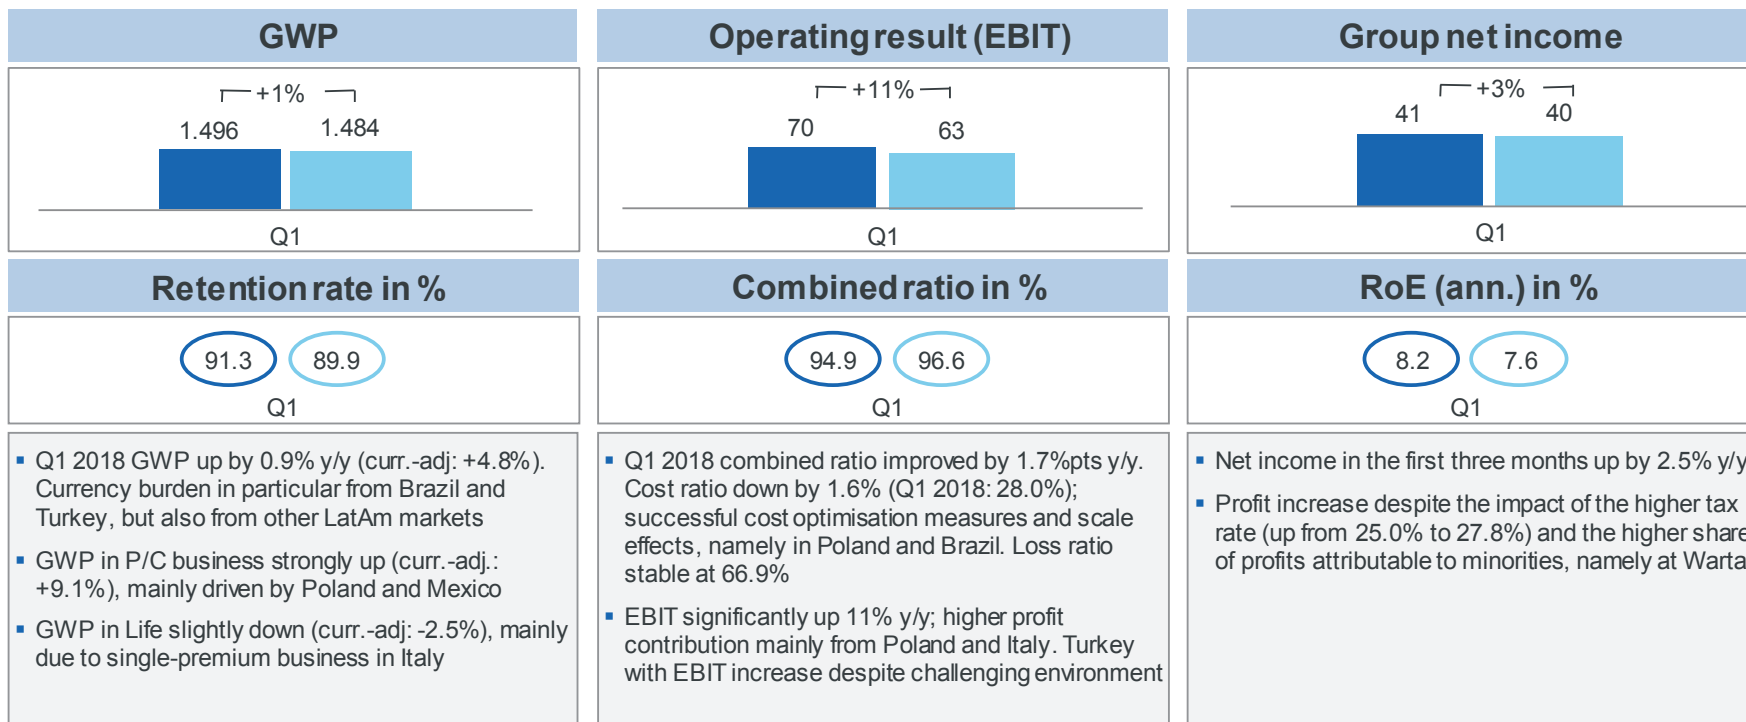 GWP
+1%
1.496
1.484
Q1
Operating result (EBIT)
+11%
70
63
Q1
Group net income
+3%
41
40
Q1
Retention rate in %
91.3
89.9
Q1
Combined ratio in %
94.9
96.6
Q1
RoE (ann.) in %
8.2
7.6
Q1
▪ Q1 2018 GWP up by 0.9% y/y (curr.-adj: +4.8%).
Currency burden in particular from Brazil and
Turkey, but also from other LatAm markets
▪ GWP in P/C business strongly up (curr.-adj.:
+9.1%), mainly driven by Poland and Mexico
▪ GWP in Life slightly down (curr.-adj: -2.5%), mainly
due to single-premium business in Italy
▪ Q1 2018 combined ratio improved by 1.7%pts y/y.
Cost ratio down by 1.6% (Q1 2018: 28.0%);
successful cost optimisation measures and scale
effects, namely in Poland and Brazil. Loss ratio
stable at 66.9%
▪ EBIT significantly up 11% y/y; higher profit
contribution mainly from Poland and Italy. Turkey
with EBIT increase despite challenging environment
▪ Net income in the first three months up by 2.5% y/y
▪ Profit increase despite the impact of the higher tax
rate (up from 25.0% to 27.8%) and the higher share
of profits attributable to minorities, namely at Warta